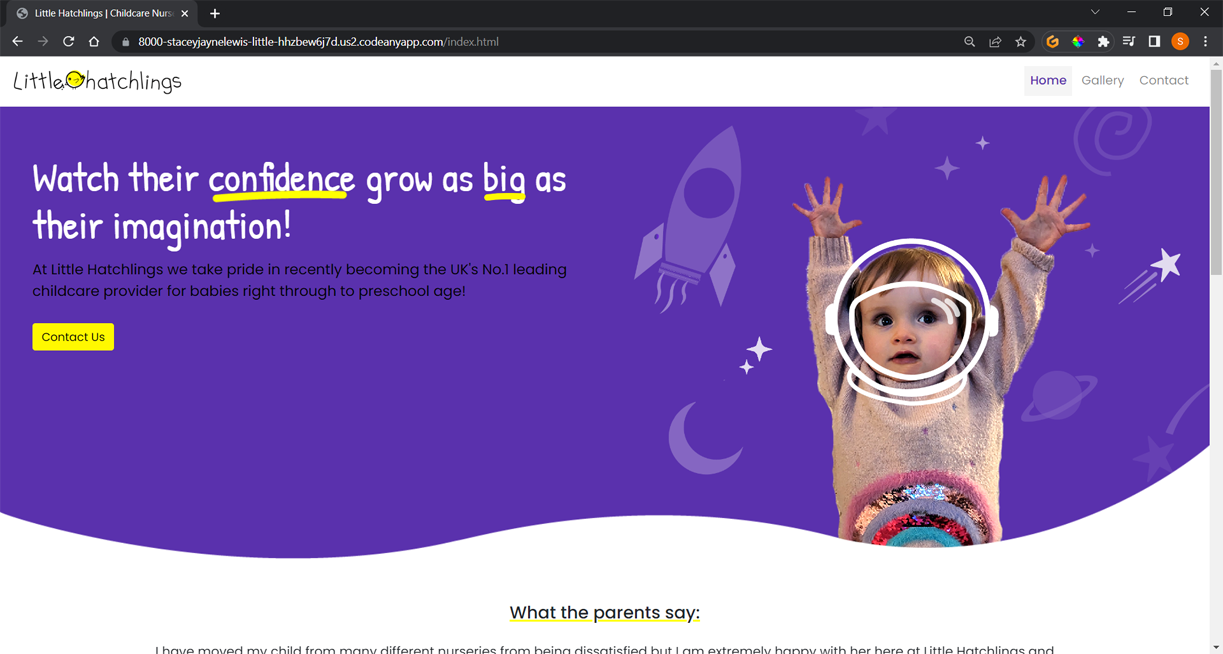 Little Hatchlings | Childcare Nurs
8000-staceyjaynelewis-little-hhzbew6j7d.us2.codeanyapp.com/index.html
S
Little hatchlings
Home Gallery Contact
Watch their confidence grow as big as
their imagination!
At Little Hatchlings we take pride in recently becoming the UK's No.1 leading
childcare provider for babies right through to preschool age!
Contact Us
What the parents say:
I have moved my child from many different nurseries from being dissatisfied but I am extremely happy with her here at Little Hatchlings and